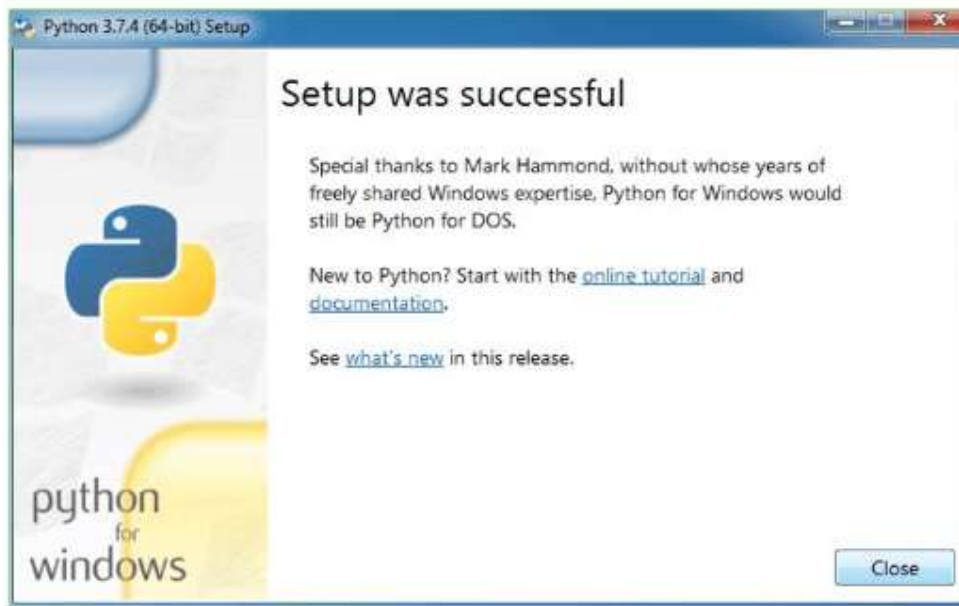 Python 3.7.4 (64-bit) Setup
Setup was successful
Special thanks to Mark Hammond, without whose years of
freely shared Windows expertise, Python for Windows would
still be Python for DOS.
New to Python? Start with the online tutorial and
documentation.
See what's new in this release.
python
for
windows
Close